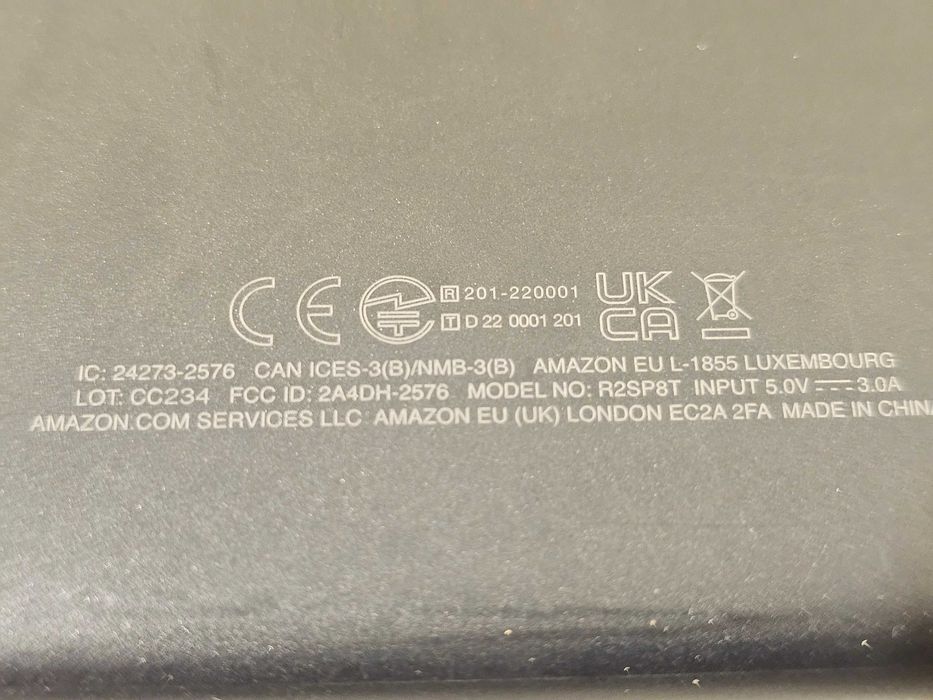 CE R 201-220001 UK
T D 22 0001 201 CA
IC: 24273-2576 CAN ICES-3(B)/NMB-3(B) AMAZON EU L-1855 LUXEMBOURG
LOT: CC234 FCC ID: 2A4DH-2576 MODEL NO: R2SP8T INPUT 5.0V ⎓ 3.0A
AMAZON.COM SERVICES LLC AMAZON EU (UK) LONDON EC2A 2FA MADE IN CHINA